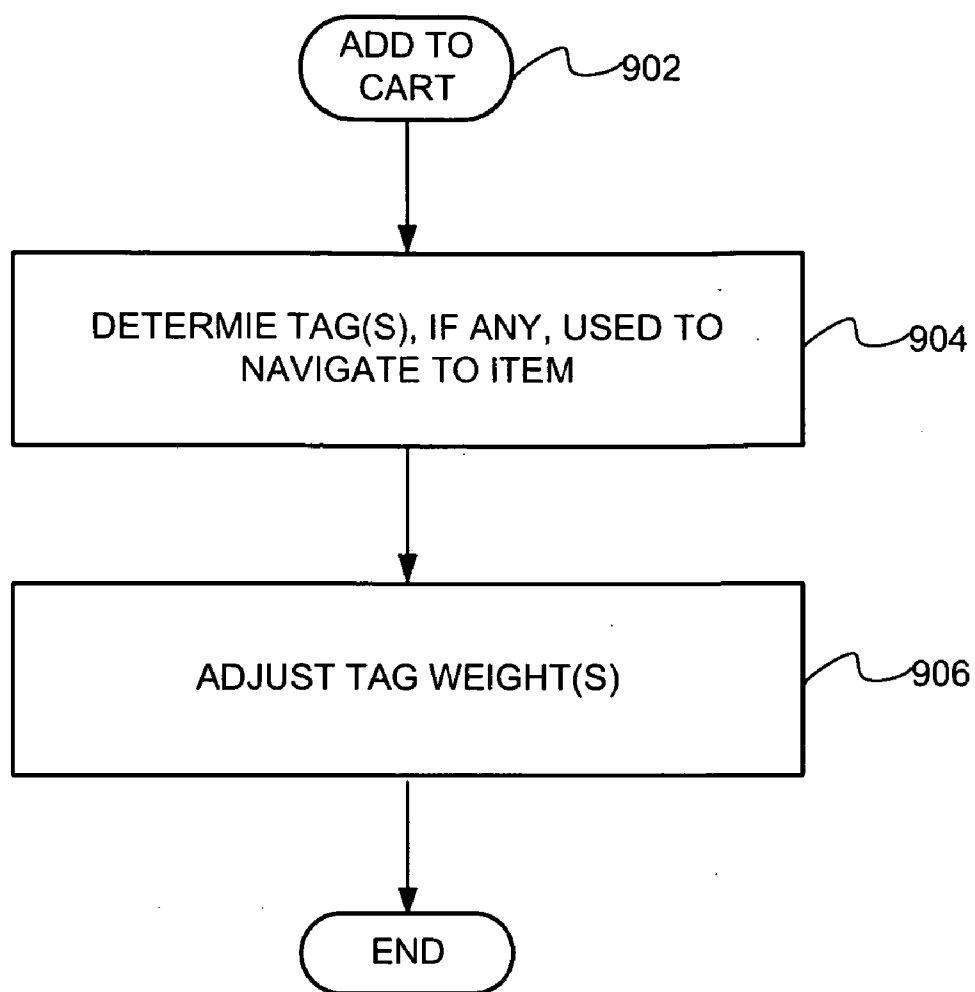 ADD TO
CART
902
DETERMIE TAG(S), IF ANY, USED TO
NAVIGATE TO ITEM
904
ADJUST TAG WEIGHT(S)
906
END